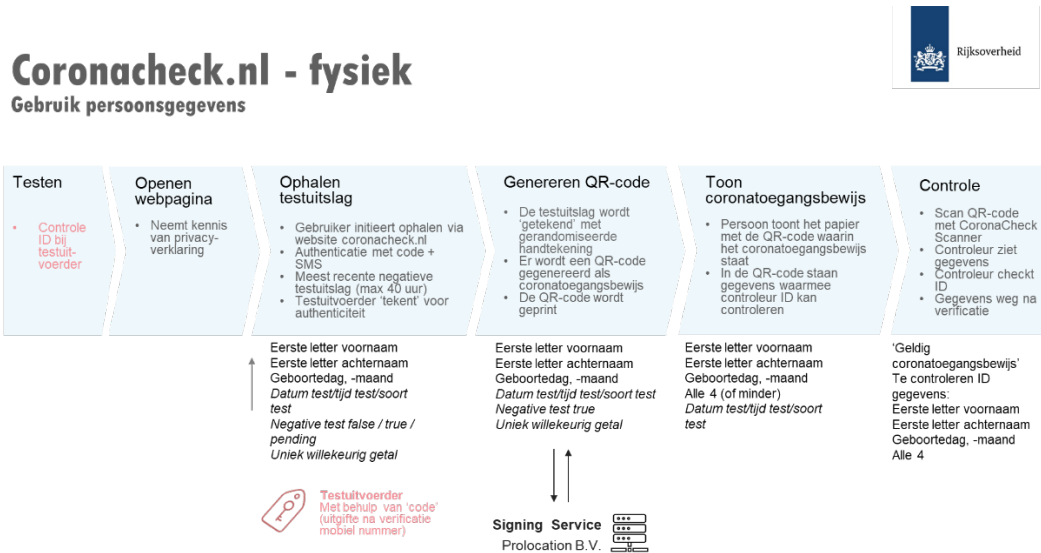 Rijksoverheid
Coronacheck.nl - fysiek
Gebruik persoonsgegevens
Testen
• Controle
ID bij
testuit-
voerder
Openen
webpagina
• Neemt kennis
van privacy-
verklaring
Ophalen
testuitslag
• Gebruiker initieert ophalen via
website coronacheck.nl
• Authenticatie met code +
SMS
• Meest recente negatieve
testuitslag (max 40 uur)
• Testuitvoerder 'tekent' voor
authenticiteit
Genereren QR-code
• De testuitslag wordt
'getekend' met
gerandomiseerde
handtekening
• Er wordt een QR-code
gegenereerd als
coronatoegangsbewijs
• De QR-code wordt
geprint
Toon
coronatoegangsbewijs
• Persoon toont het papier
met de QR-code waarin
het coronatoegangsbewijs
staat
• In de QR-code staan
gegevens waarmee
controleur ID kan
controleren
Controle
• Scan QR-code
met CoronaCheck
Scanner
• Controleur ziet
gegevens
• Controleur checkt
ID
• Gegevens weg na
verificatie
Eerste letter voornaam
Eerste letter achternaam
Geboortedag, -maand
Datum test/tijd test/soort
test
Negative test false / true /
pending
Uniek willekeurig getal
Eerste letter voornaam
Eerste letter achternaam
Geboortedag, -maand
Datum test/tijd test/soort test
Negative test true
Uniek willekeurig getal
Eerste letter voornaam
Eerste letter achternaam
Geboortedag, -maand
Alle 4 (of minder)
Datum test/tijd test/soort
test
'Geldig
coronatoegangsbewijs'
Te controleren ID
gegevens:
Eerste letter voornaam
Eerste letter achternaam
Geboortedag, -maand
Alle 4
Testuitvoerder
Met behulp van 'code'
(uitgifte na verificatie
mobiel nummer)
Signing Service
Prolocation B.V.